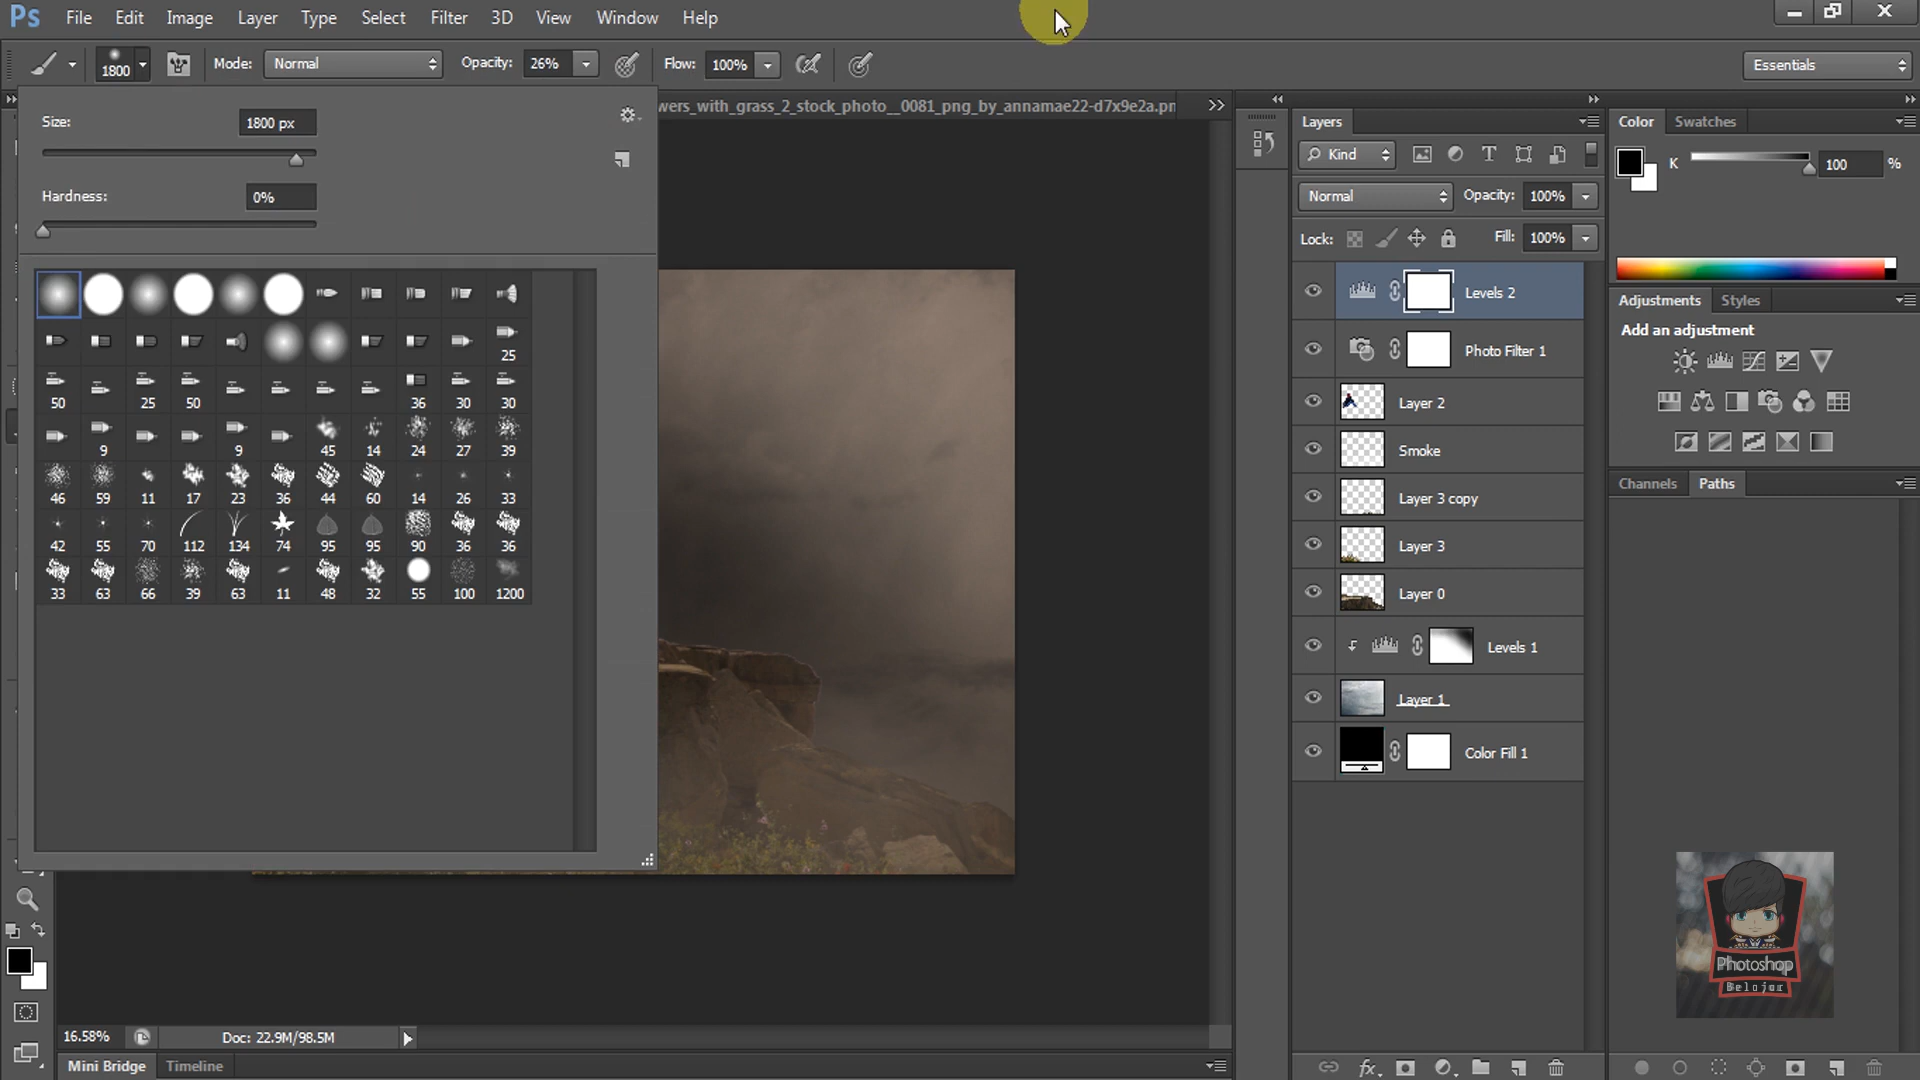 Ps File Edit Image Layer Type Select Filter 3D View Window Help
1800 Mode: Normal Opacity: 26% Flow: 100% Essentials
wers_with_grass_2_stock_photo__0081_png_by_annamae22-d7x9e2a.pn
Size: 1800 px
Hardness: 0%
25
50 25 50 36 30 30
9 9 45 14 24 27 39
46 59 11 17 23 36 44 60 14 26 33
42 55 70 112 134 74 95 95 90 36 36
33 63 66 39 63 11 48 32 55 100 1200
16.58% Doc: 22.9M/98.5M
Mini Bridge Timeline
Layers
Kind
Normal Opacity: 100%
Lock: Fill: 100%
Levels 2
Photo Filter 1
Layer 2
Smoke
Layer 3 copy
Layer 3
Layer 0
Levels 1
Layer 1
Color Fill 1
fx
Color Swatches
K 100 %
Adjustments Styles
Add an adjustment
Channels Paths
Photoshop
Belajar